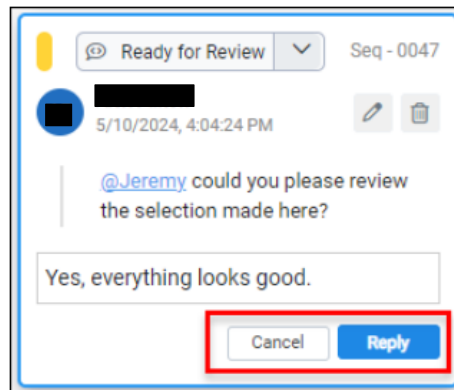 Ready for Review Seq - 0047
5/10/2024, 4:04:24 PM
@Jeremy could you please review
the selection made here?
Yes, everything looks good.
Cancel Reply